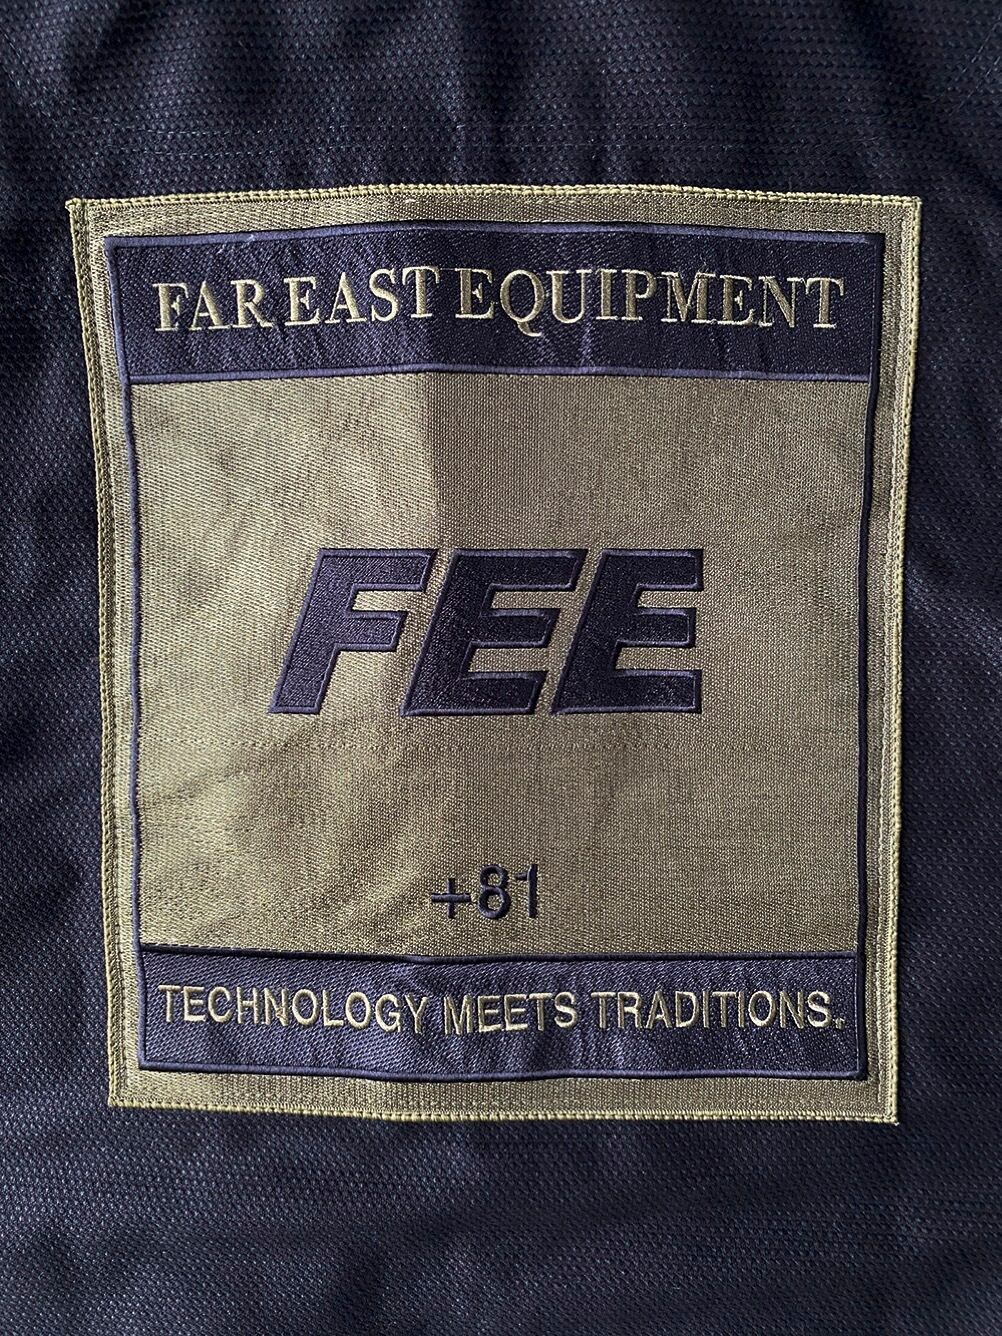 FAR EAST EQUIPMENT
FEE
+81
TECHNOLOGY MEETS TRADITIONS.